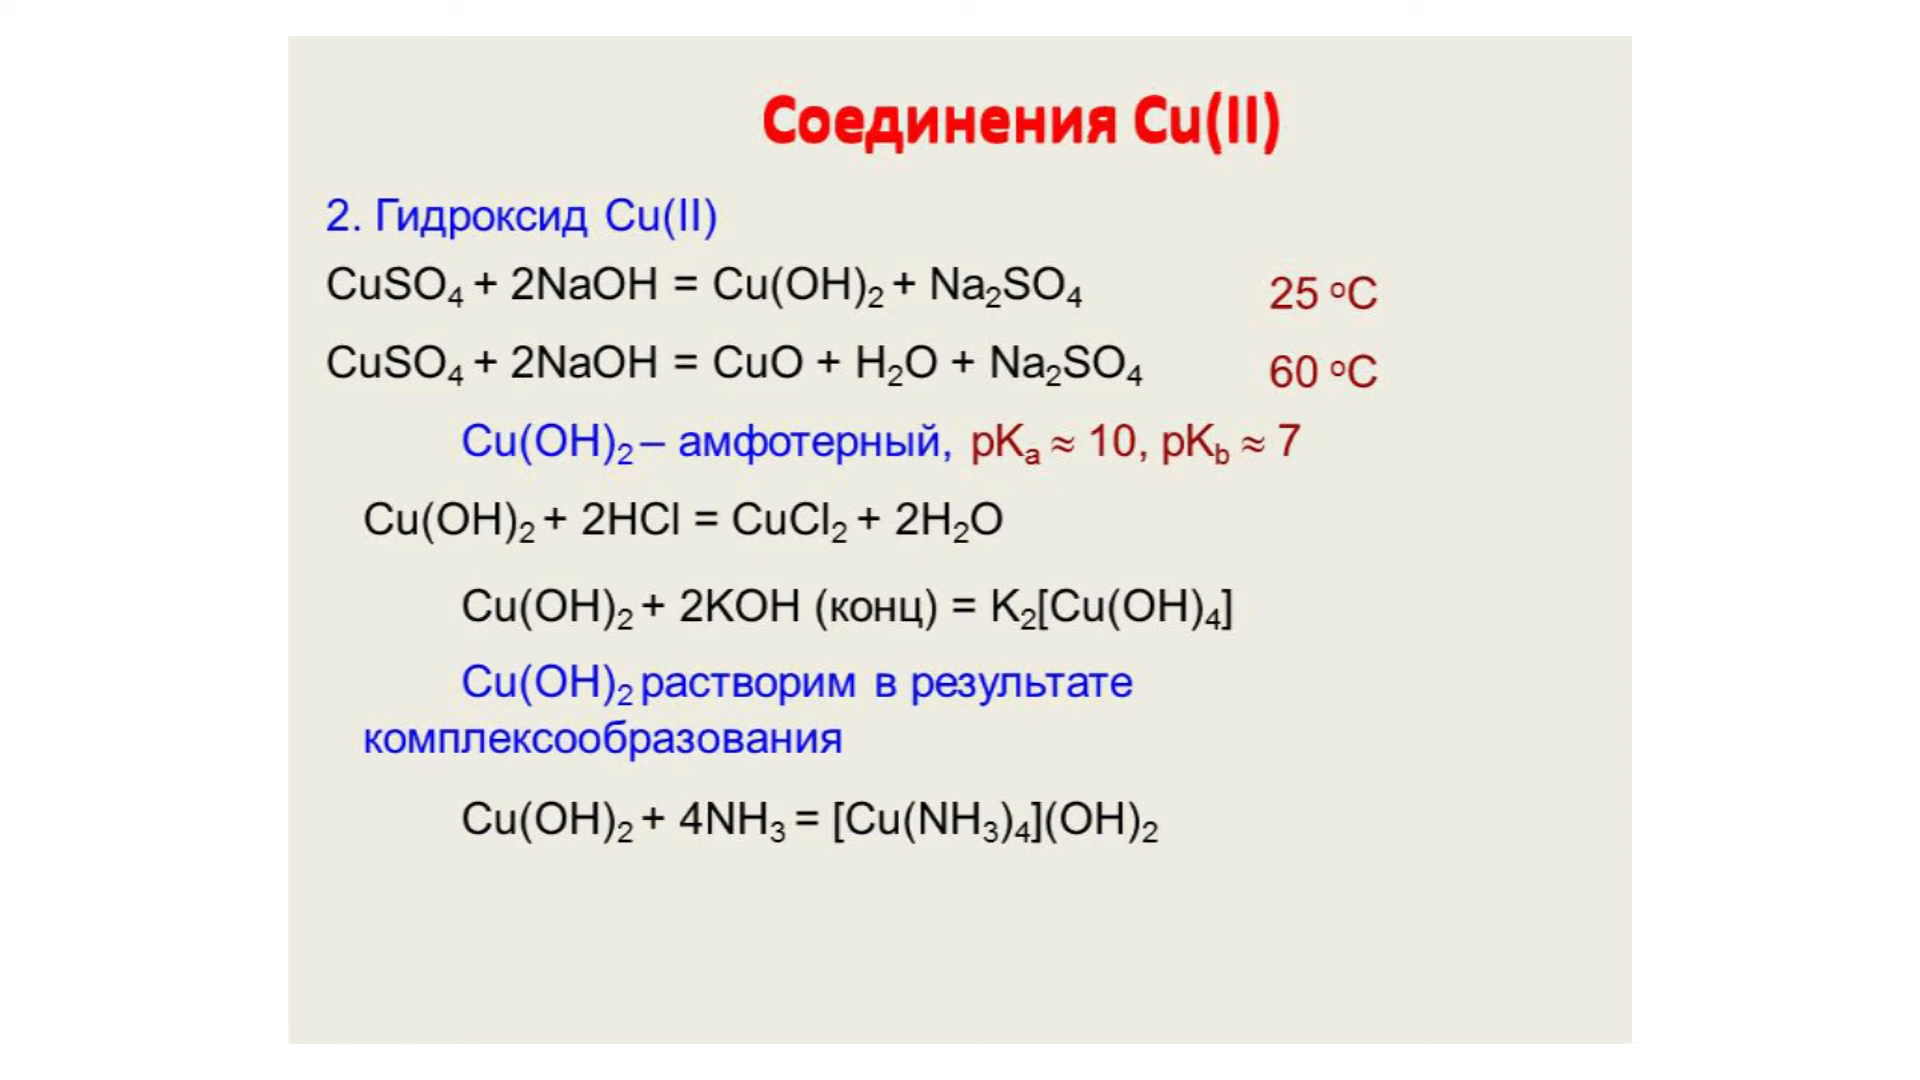 Соединения Cu(II)
2. Гидроксид Cu(II)
CuSO₄ + 2NaOH = Cu(OH)₂ + Na₂SO₄ 25 ºC
CuSO₄ + 2NaOH = CuO + H₂O + Na₂SO₄ 60 ºC
Cu(OH)₂ – амфотерный, pKₐ ≈ 10, pKb ≈ 7
Cu(OH)₂ + 2HCl = CuCl₂ + 2H₂O
Cu(OH)₂ + 2KOH (конц) = K₂[Cu(OH)₄]
Cu(OH)₂ растворим в результате
комплексообразования
Cu(OH)₂ + 4NH₃ = [Cu(NH₃)₄](OH)₂